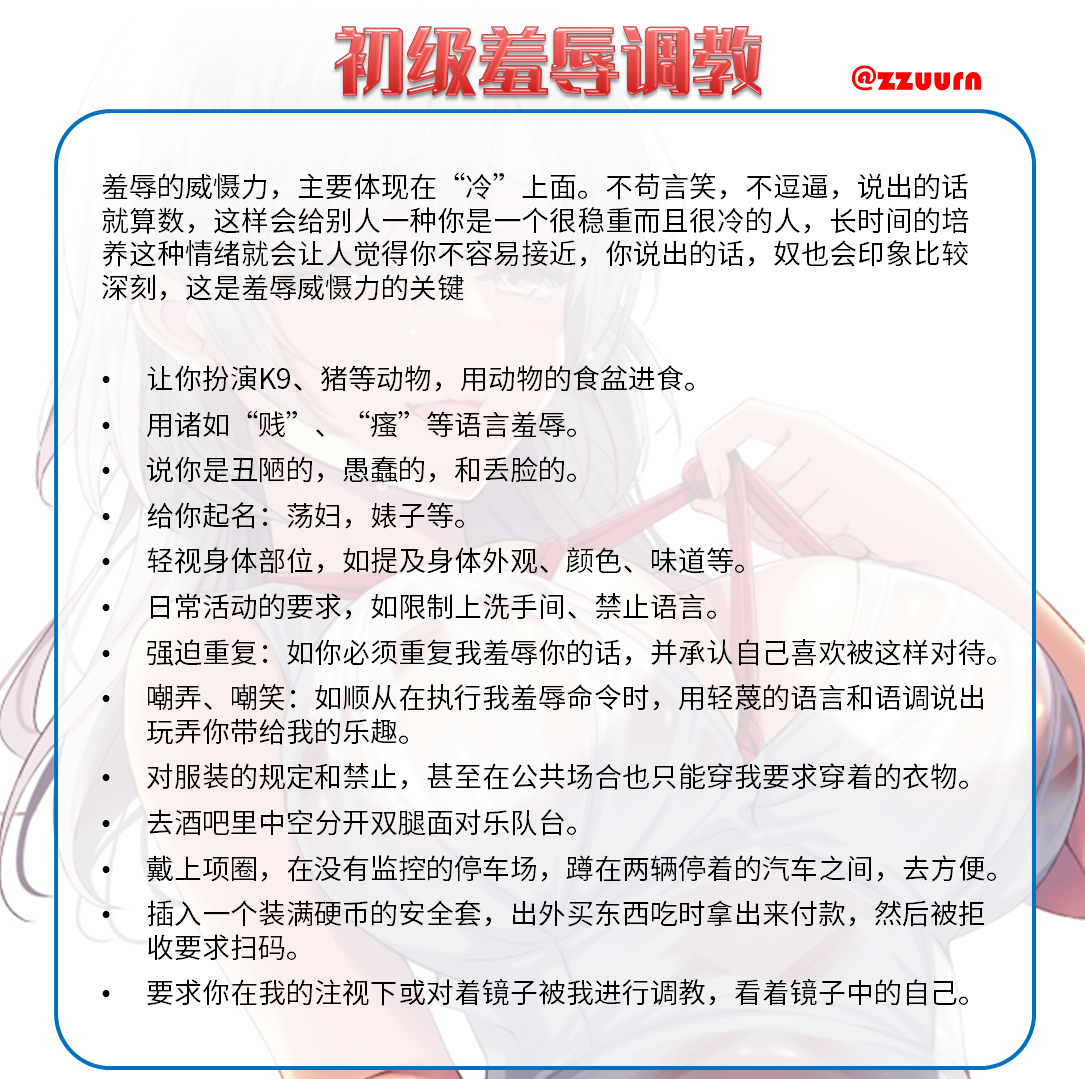 初级羞辱调教
@zzuurn
羞辱的威慑力，主要体现在“冷”上面。不苟言笑，不逗逼，说出的话
就算数，这样会给别人一种你是一个很稳重而且很冷的人，长时间的培
养这种情绪就会让人觉得你不容易接近，你说出的话，奴也会印象比较
深刻，这是羞辱威慑力的关键
• 让你扮演K9、猪等动物，用动物的食盆进食。
• 用诸如“贱”、“瘙”等语言羞辱。
• 说你是丑陋的，愚蠢的，和丢脸的。
• 给你起名：荡妇，婊子等。
• 轻视身体部位，如提及身体外观、颜色、味道等。
• 日常活动的要求，如限制上洗手间、禁止语言。
• 强迫重复：如你必须重复我羞辱你的话，并承认自己喜欢被这样对待。
• 嘲弄、嘲笑：如顺从在执行我羞辱命令时，用轻蔑的语言和语调说出
玩弄你带给我的乐趣。
• 对服装的规定和禁止，甚至在公共场合也只能穿我要求穿着的衣物。
• 去酒吧里中空分开双腿面对乐队台。
• 戴上项圈，在没有监控的停车场，蹲在两辆停着的汽车之间，去方便。
• 插入一个装满硬币的安全套，出外买东西吃时拿出来付款，然后被拒
收要求扫码。
• 要求你在我的注视下或对着镜子被我进行调教，看着镜子中的自己。